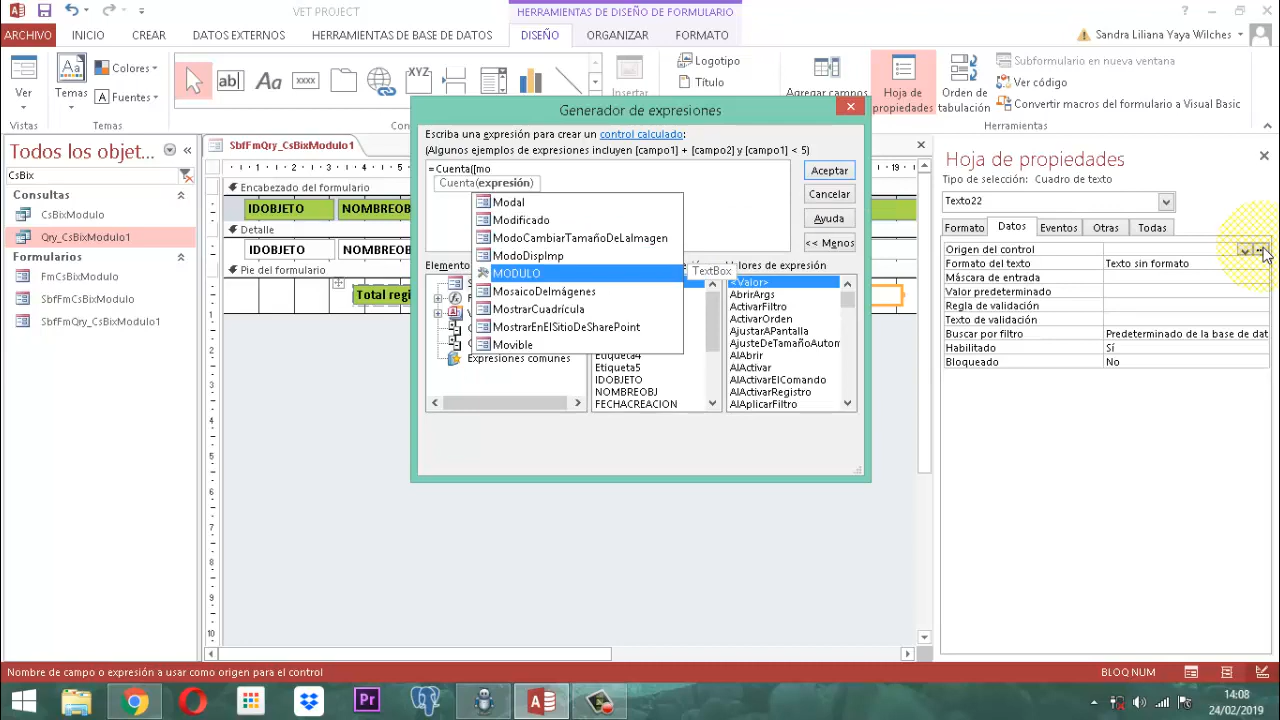 VET PROJECT
HERRAMIENTAS DE DISEÑO DE FORMULARIO
ARCHIVO INICIO CREAR DATOS EXTERNOS HERRAMIENTAS DE BASE DE DATOS DISEÑO ORGANIZAR FORMATO
Sandra Liliana Yaya Wilches
Ver
Vistas
Temas
Colores
Fuentes
Temas
ab|
Aa
xxxx
XYZ
Insertar
Logotipo
Título
Agregar campos
Hoja de propiedades
Orden de tabulación
Subformulario en nueva ventana
Ver código
Convertir macros del formulario a Visual Basic
Herramientas
Todos los objet...
CsBix
Consultas
CsBixModulo
Qry_CsBixModulo1
Formularios
FmCsBixModulo
SbfFmCsBixModulo
SbfFmQry_CsBixModulo1
SbfFmQry_CsBixModulo1
Encabezado del formulario
IDOBJETO NOMBREOB
Detalle
IDOBJETO NOMBREOB
Pie del formulario
Total regi
Generador de expresiones
Escriba una expresión para crear un control calculado:
(Algunos ejemplos de expresiones incluyen [campo1] + [campo2] y [campo1] < 5)
=Cuenta([mo
Cuenta(expresión)
Aceptar
Cancelar
Ayuda
<< Menos
Modal
Modificado
ModoCambiarTamañoDeLaImagen
ModoDispImp
MODULO
MosaicoDeImágenes
MostrarCuadrícula
MostrarEnElSitioDeSharePoint
Movible
TextBox
Expresiones comunes
Etiqueta4
Etiqueta5
IDOBJETO
NOMBREOBJ
FECHACREACION
Valores de expresión
<Valor>
AbrirArgs
ActivarFiltro
ActivarOrden
AjustarAPantalla
AjusteDeTamañoAutom
AlAbrir
AlActivar
AlActivarElComando
AlActivarRegistro
AlAplicarFiltro
Hoja de propiedades
Tipo de selección: Cuadro de texto
Texto22
Formato Datos Eventos Otras Todas
Origen del control
Formato del texto Texto sin formato
Máscara de entrada
Valor predeterminado
Regla de validación
Texto de validación
Buscar por filtro Predeterminado de la base de dat
Habilitado Sí
Bloqueado No
Nombre de campo o expresión a usar como origen para el control
BLOQ NUM
14:08
24/02/2019